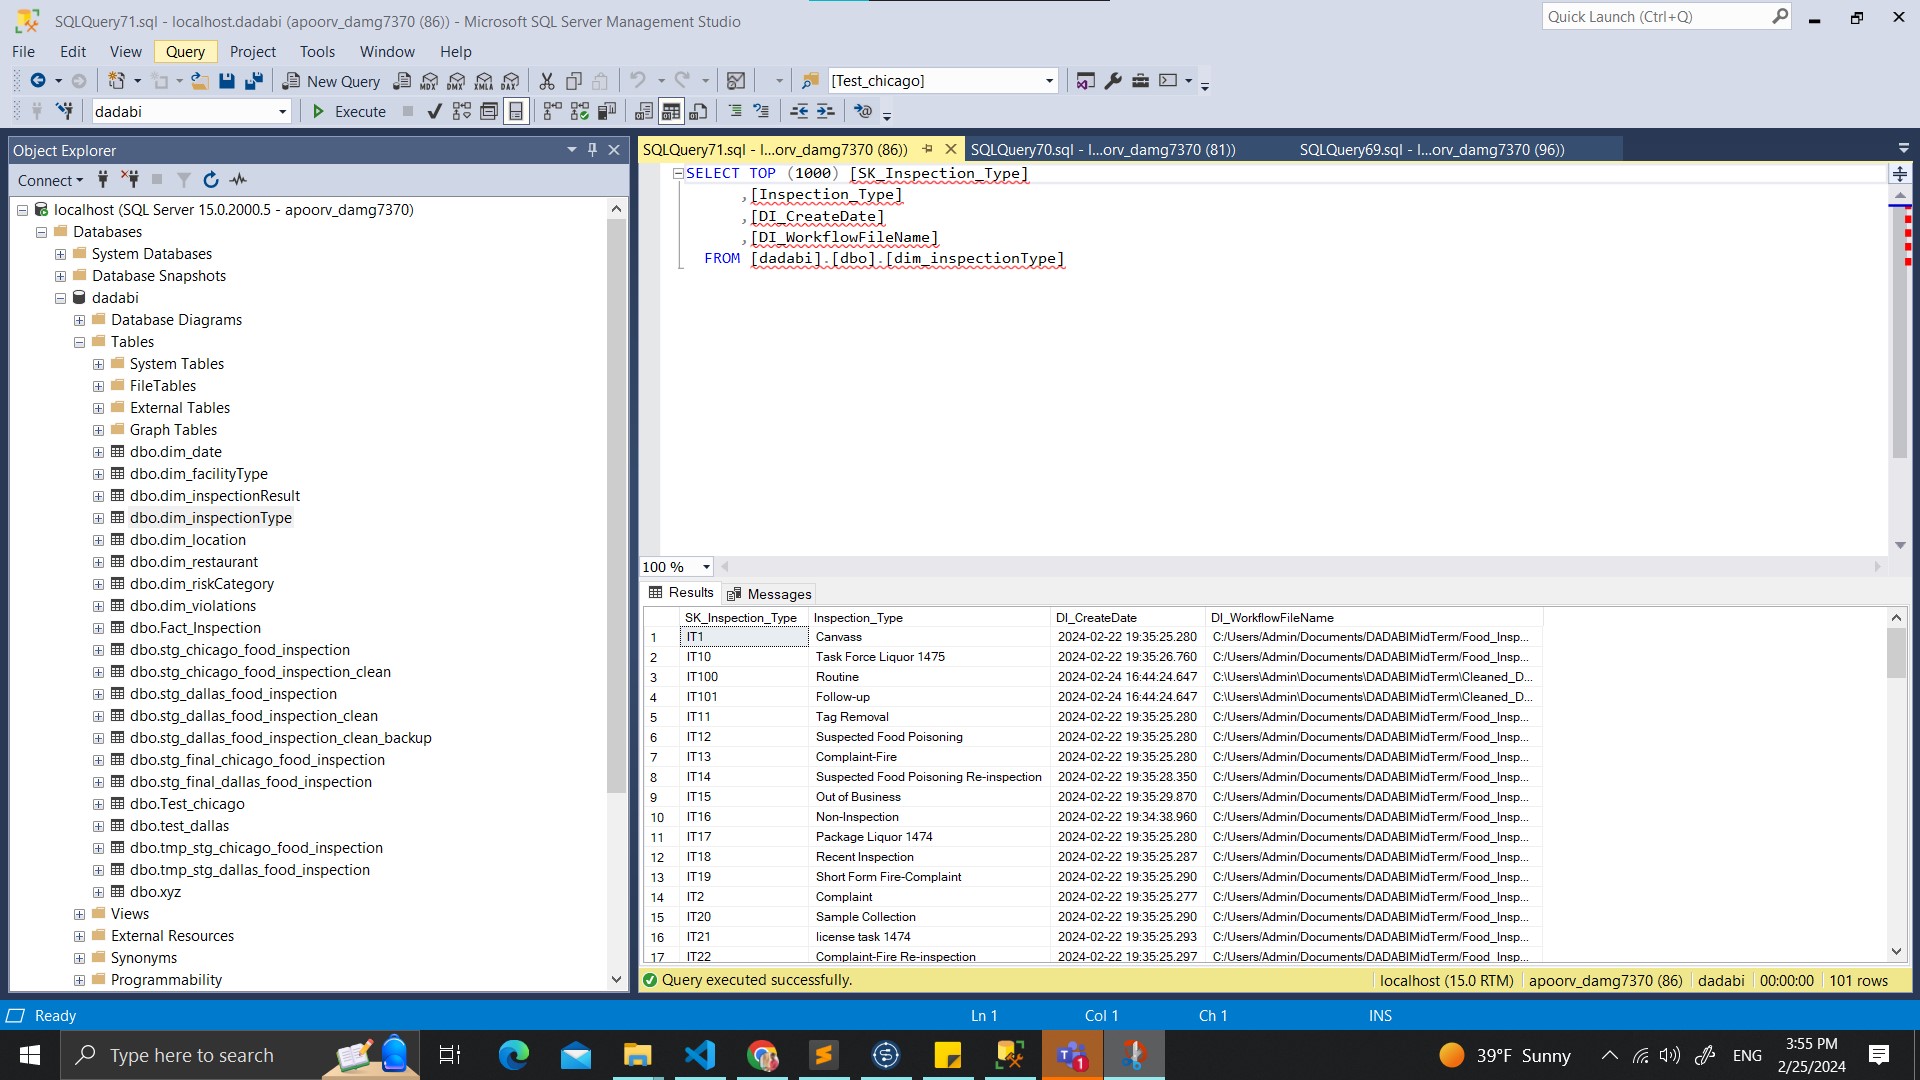 SQLQuery71.sql - localhost.dadabi (apoorv_damg7370 (86)) - Microsoft SQL Server Management Studio
Quick Launch (Ctrl+Q)
File Edit View Query Project Tools Window Help
New Query
MDX DMX XMLA DAX
[Test_chicago]
dadabi
Execute
Object Explorer
Connect
localhost (SQL Server 15.0.2000.5 - apoorv_damg7370)
Databases
System Databases
Database Snapshots
dadabi
Database Diagrams
Tables
System Tables
FileTables
External Tables
Graph Tables
dbo.dim_date
dbo.dim_facilityType
dbo.dim_inspectionResult
dbo.dim_inspectionType
dbo.dim_location
dbo.dim_restaurant
dbo.dim_riskCategory
dbo.dim_violations
dbo.Fact_Inspection
dbo.stg_chicago_food_inspection
dbo.stg_chicago_food_inspection_clean
dbo.stg_dallas_food_inspection
dbo.stg_dallas_food_inspection_clean
dbo.stg_dallas_food_inspection_clean_backup
dbo.stg_final_chicago_food_inspection
dbo.stg_final_dallas_food_inspection
dbo.Test_chicago
dbo.test_dallas
dbo.tmp_stg_chicago_food_inspection
dbo.tmp_stg_dallas_food_inspection
dbo.xyz
Views
External Resources
Synonyms
Programmability
SQLQuery71.sql - l...orv_damg7370 (86))
SQLQuery70.sql - l...orv_damg7370 (81))
SQLQuery69.sql - l...orv_damg7370 (96))
SELECT TOP (1000) [SK_Inspection_Type]
,[Inspection_Type]
,[DI_CreateDate]
,[DI_WorkflowFileName]
FROM [dadabi].[dbo].[dim_inspectionType]
100 %
Results Messages
SK_Inspection_Type Inspection_Type DI_CreateDate DI_WorkflowFileName
1 IT1 Canvass 2024-02-22 19:35:25.280 C:/Users/Admin/Documents/DADABIMidTerm/Food_Insp...
2 IT10 Task Force Liquor 1475 2024-02-22 19:35:26.760 C:/Users/Admin/Documents/DADABIMidTerm/Food_Insp...
3 IT100 Routine 2024-02-24 16:44:24.647 C:\Users\Admin\Documents\DADABIMidTerm\Cleaned_D...
4 IT101 Follow-up 2024-02-24 16:44:24.647 C:\Users\Admin\Documents\DADABIMidTerm\Cleaned_D...
5 IT11 Tag Removal 2024-02-22 19:35:25.280 C:/Users/Admin/Documents/DADABIMidTerm/Food_Insp...
6 IT12 Suspected Food Poisoning 2024-02-22 19:35:25.280 C:/Users/Admin/Documents/DADABIMidTerm/Food_Insp...
7 IT13 Complaint-Fire 2024-02-22 19:35:25.280 C:/Users/Admin/Documents/DADABIMidTerm/Food_Insp...
8 IT14 Suspected Food Poisoning Re-inspection 2024-02-22 19:35:28.350 C:/Users/Admin/Documents/DADABIMidTerm/Food_Insp...
9 IT15 Out of Business 2024-02-22 19:35:29.870 C:/Users/Admin/Documents/DADABIMidTerm/Food_Insp...
10 IT16 Non-Inspection 2024-02-22 19:34:38.960 C:/Users/Admin/Documents/DADABIMidTerm/Food_Insp...
11 IT17 Package Liquor 1474 2024-02-22 19:35:25.280 C:/Users/Admin/Documents/DADABIMidTerm/Food_Insp...
12 IT18 Recent Inspection 2024-02-22 19:35:25.287 C:/Users/Admin/Documents/DADABIMidTerm/Food_Insp...
13 IT19 Short Form Fire-Complaint 2024-02-22 19:35:25.290 C:/Users/Admin/Documents/DADABIMidTerm/Food_Insp...
14 IT2 Complaint 2024-02-22 19:35:25.277 C:/Users/Admin/Documents/DADABIMidTerm/Food_Insp...
15 IT20 Sample Collection 2024-02-22 19:35:25.290 C:/Users/Admin/Documents/DADABIMidTerm/Food_Insp...
16 IT21 license task 1474 2024-02-22 19:35:25.293 C:/Users/Admin/Documents/DADABIMidTerm/Food_Insp...
17 IT22 Complaint-Fire Re-inspection 2024-02-22 19:35:25.297 C:/Users/Admin/Documents/DADABIMidTerm/Food_Insp...
Query executed successfully. localhost (15.0 RTM) apoorv_damg7370 (86) dadabi 00:00:00 101 rows
Ready Ln 1 Col 1 Ch 1 INS
Type here to search
1
39°F Sunny
ENG
3:55 PM
2/25/2024